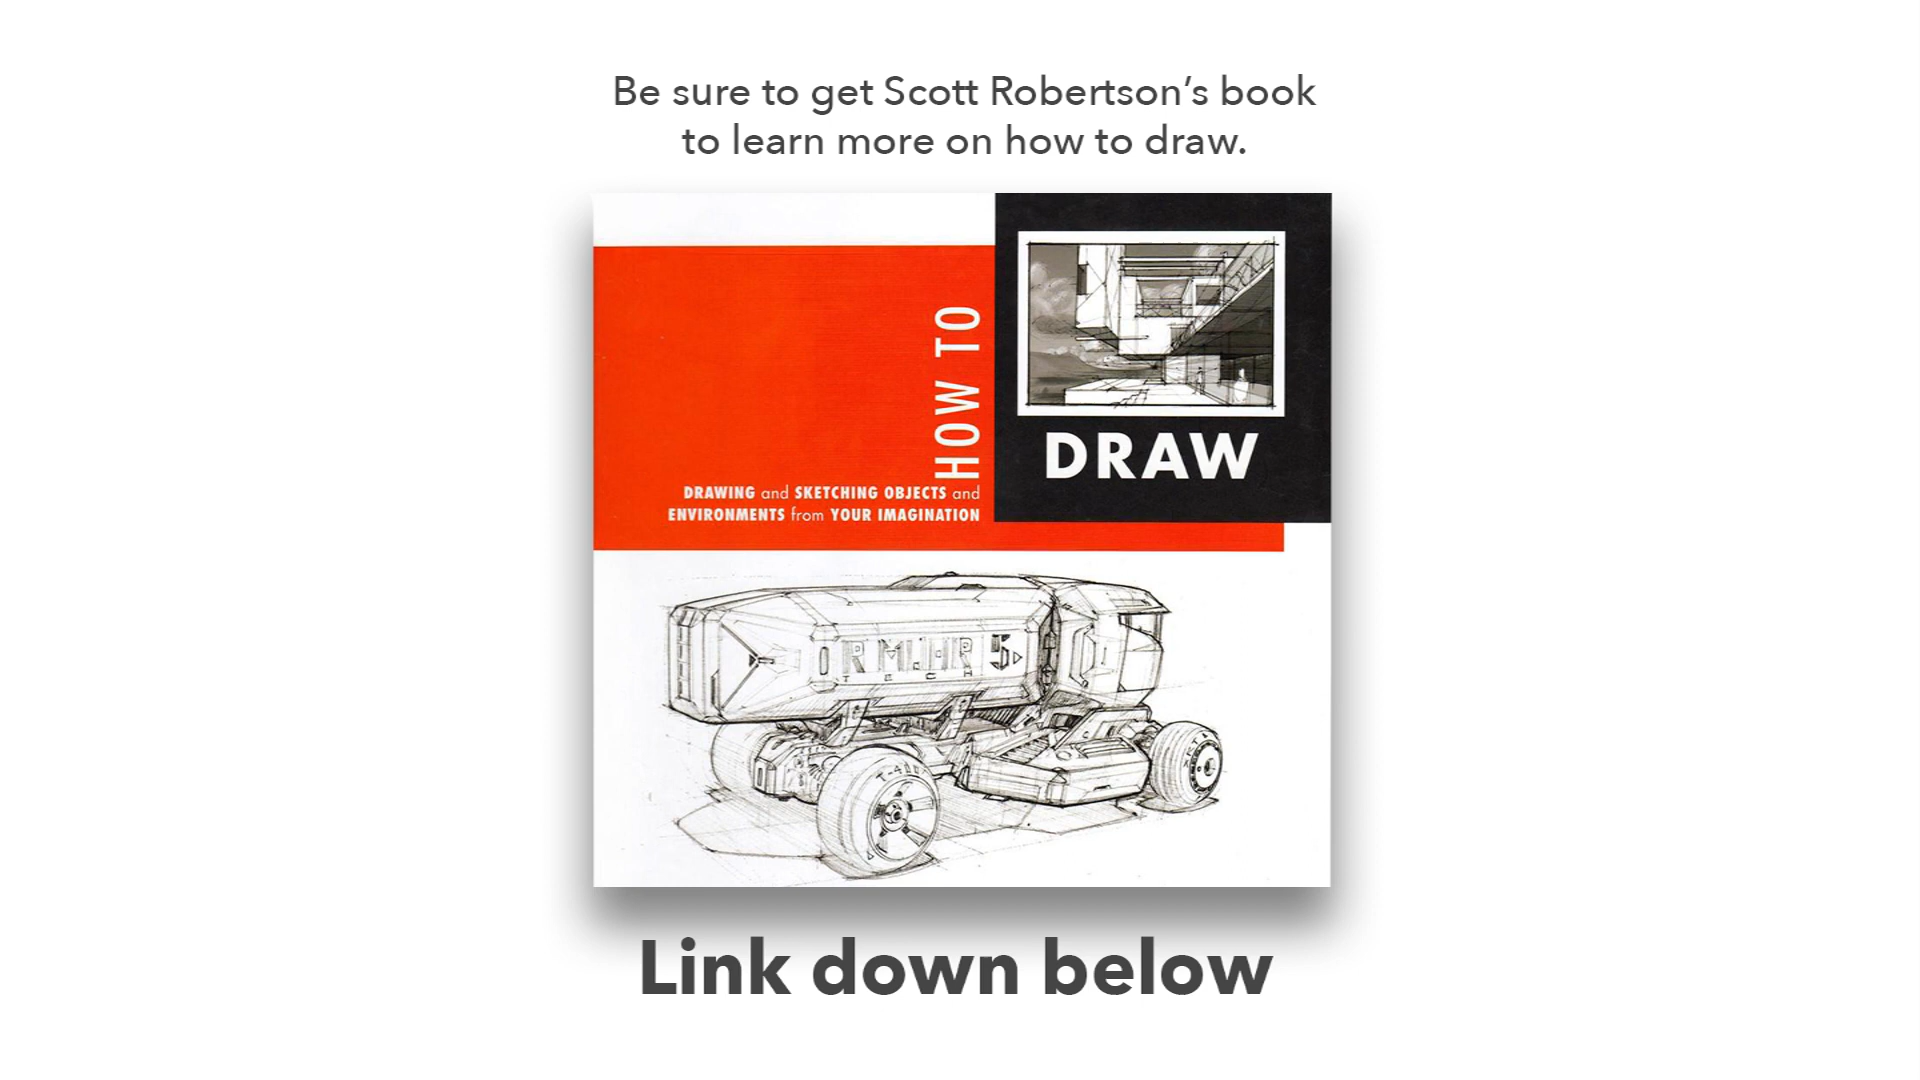 Be sure to get Scott Robertson’s book
to learn more on how to draw.
HOW TO
DRAW
DRAWING and SKETCHING OBJECTS and
ENVIRONMENTS from YOUR IMAGINATION
TECH
Link down below